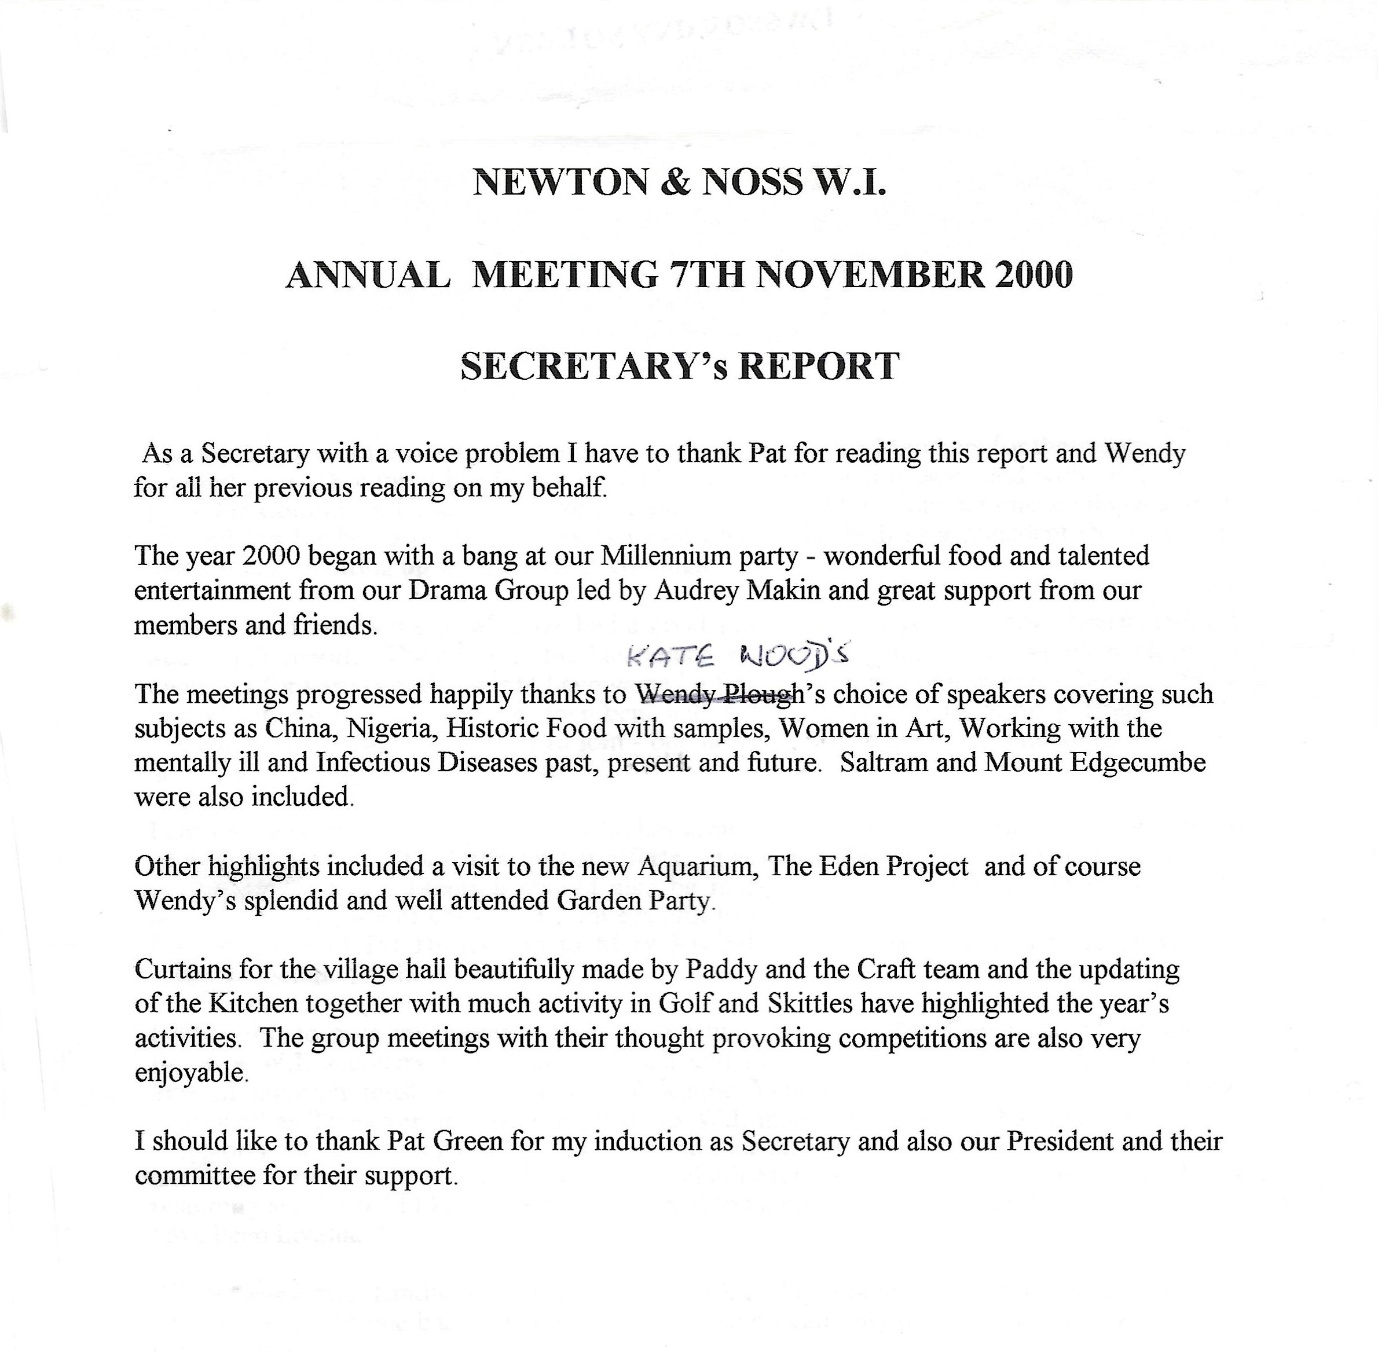 NEWTON & NOSS W.I.
ANNUAL MEETING 7TH NOVEMBER 2000
SECRETARY's REPORT
As a Secretary with a voice problem I have to thank Pat for reading this report and Wendy
for all her previous reading on my behalf.
The year 2000 began with a bang at our Millennium party - wonderful food and talented
entertainment from our Drama Group led by Audrey Makin and great support from our
members and friends.
KATE WOOD'S
The meetings progressed happily thanks to Wendy Plough's choice of speakers covering such
subjects as China, Nigeria, Historic Food with samples, Women in Art, Working with the
mentally ill and Infectious Diseases past, present and future. Saltram and Mount Edgecumbe
were also included.
Other highlights included a visit to the new Aquarium, The Eden Project and of course
Wendy's splendid and well attended Garden Party.
Curtains for the village hall beautifully made by Paddy and the Craft team and the updating
of the Kitchen together with much activity in Golf and Skittles have highlighted the year's
activities. The group meetings with their thought provoking competitions are also very
enjoyable.
I should like to thank Pat Green for my induction as Secretary and also our President and their
committee for their support.